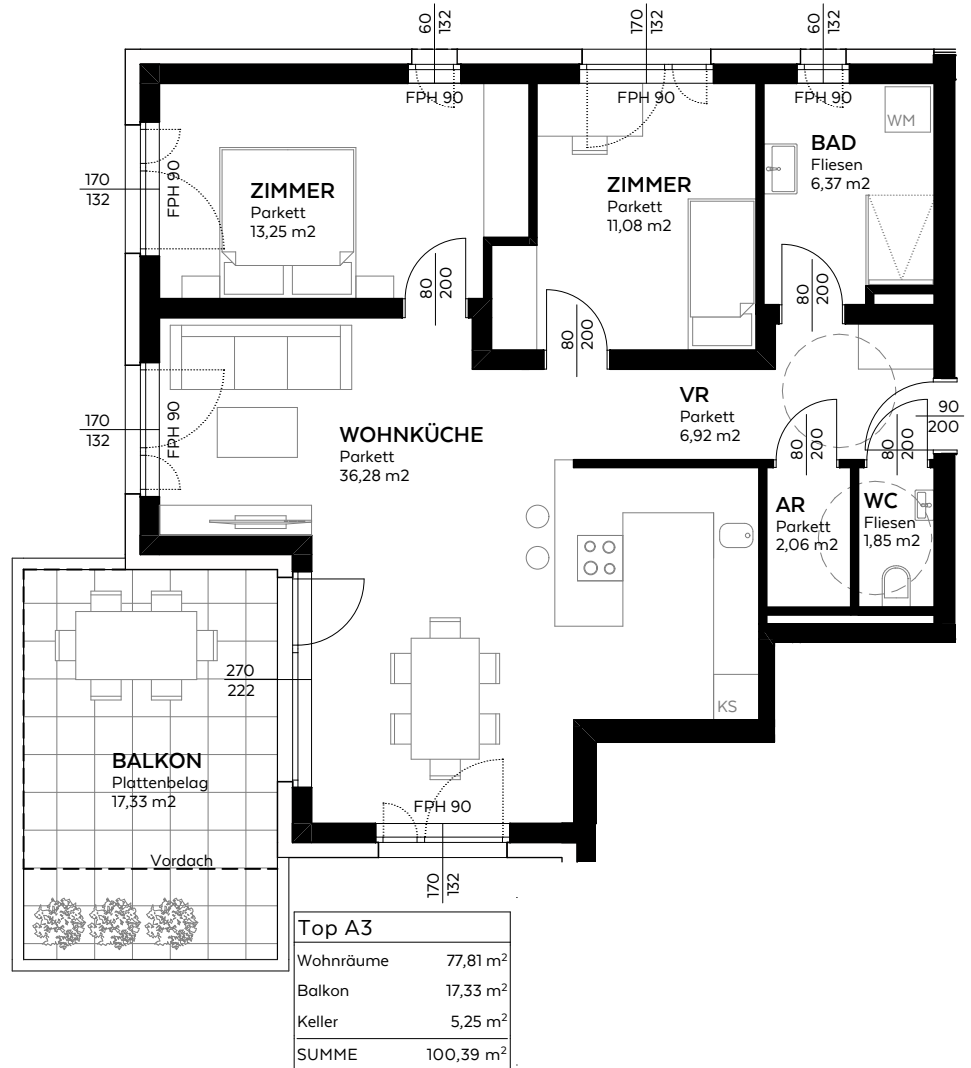 60
132
170
132
60
132
FPH 90
FPH 90
FPH 90
WM
BAD
Fliesen
6,37 m2
ZIMMER
Parkett
13,25 m2
ZIMMER
Parkett
11,08 m2
170
132
FPH 90
80
200
80
200
80
200
170
132
FPH 90
WOHNKÜCHE
Parkett
36,28 m2
VR
Parkett
6,92 m2
90
200
80
200
80
200
AR
Parkett
2,06 m2
WC
Fliesen
1,85 m2
270
222
KS
BALKON
Plattenbelag
17,33 m2
FPH 90
Vordach
170
132
Top A3
Wohnräume 77,81 m²
Balkon 17,33 m²
Keller 5,25 m²
SUMME 100,39 m²